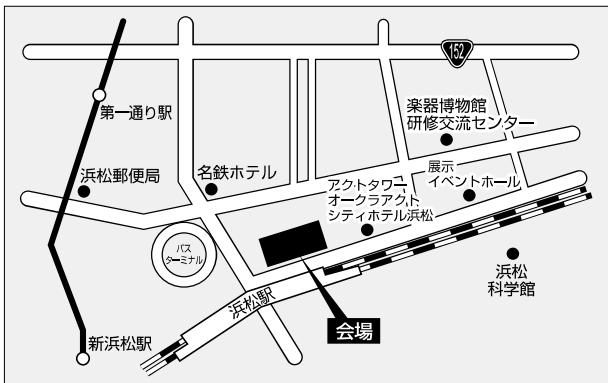 152
第一通り駅
楽器博物館
研修交流センター
浜松郵便局
名鉄ホテル
展示
イベントホール
アクトタワー
オークラアクト
シティホテル浜松
バス
ターミナル
浜松
科学館
浜松駅
会場
新浜松駅